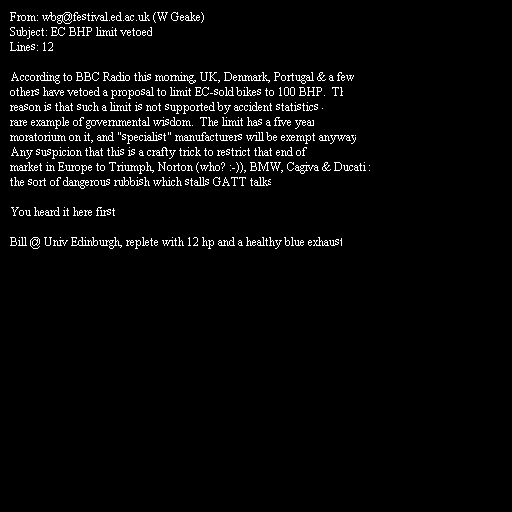 From: wbg@festival.ed.ac.uk (W Geake)
Subject: EC BHP limit vetoed
Lines: 12

According to BBC Radio this morning, UK, Denmark, Portugal & a few
others have vetoed a proposal to limit EC-sold bikes to 100 BHP.
reason is that such a limit is not supported by accident statistics -
rare example of governmental wisdom.  The limit has a five year
moratorium on it, and "specialist" manufacturers will be exempt anyway
Any suspicion that this is a crafty trick to restrict that end of
market in Europe to Triumph, Norton (who? :-)), BMW, Cagiva & Ducati
the sort of dangerous rubbish which stalls GATT talks

You heard it here first

Bill @ Univ Edinburgh, replete with 12 hp and a healthy blue exhaust